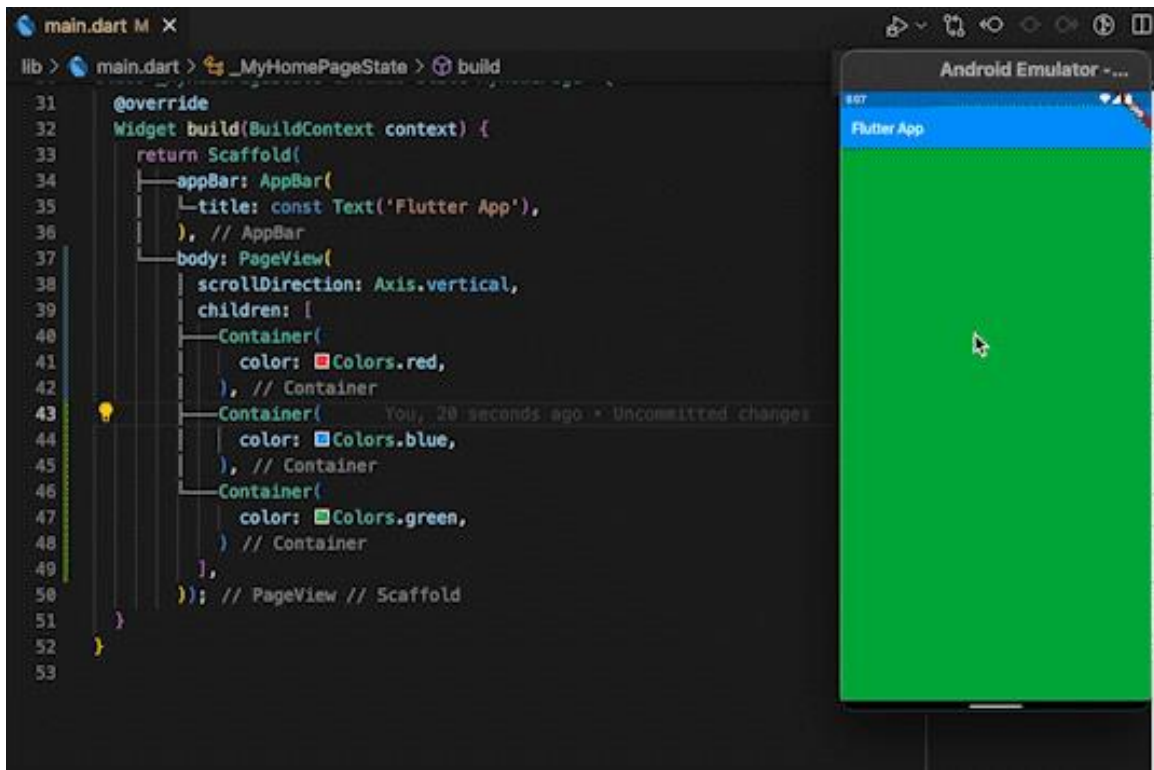 main.dart M
lib > main.dart > _MyHomePageState > build
31 @override
32 Widget build(BuildContext context) {
33 return Scaffold(
34 appBar: AppBar(
35 title: const Text('Flutter App'),
36 ), // AppBar
37 body: PageView(
38 scrollDirection: Axis.vertical,
39 children: [
40 Container(
41 color: Colors.red,
42 ), // Container
43 Container( You, 20 seconds ago • Uncommitted changes
44 color: Colors.blue,
45 ), // Container
46 Container(
47 color: Colors.green,
48 ) // Container
49 ],
50 )); // PageView // Scaffold
51 }
52 }
53
Android Emulator -...
Flutter App